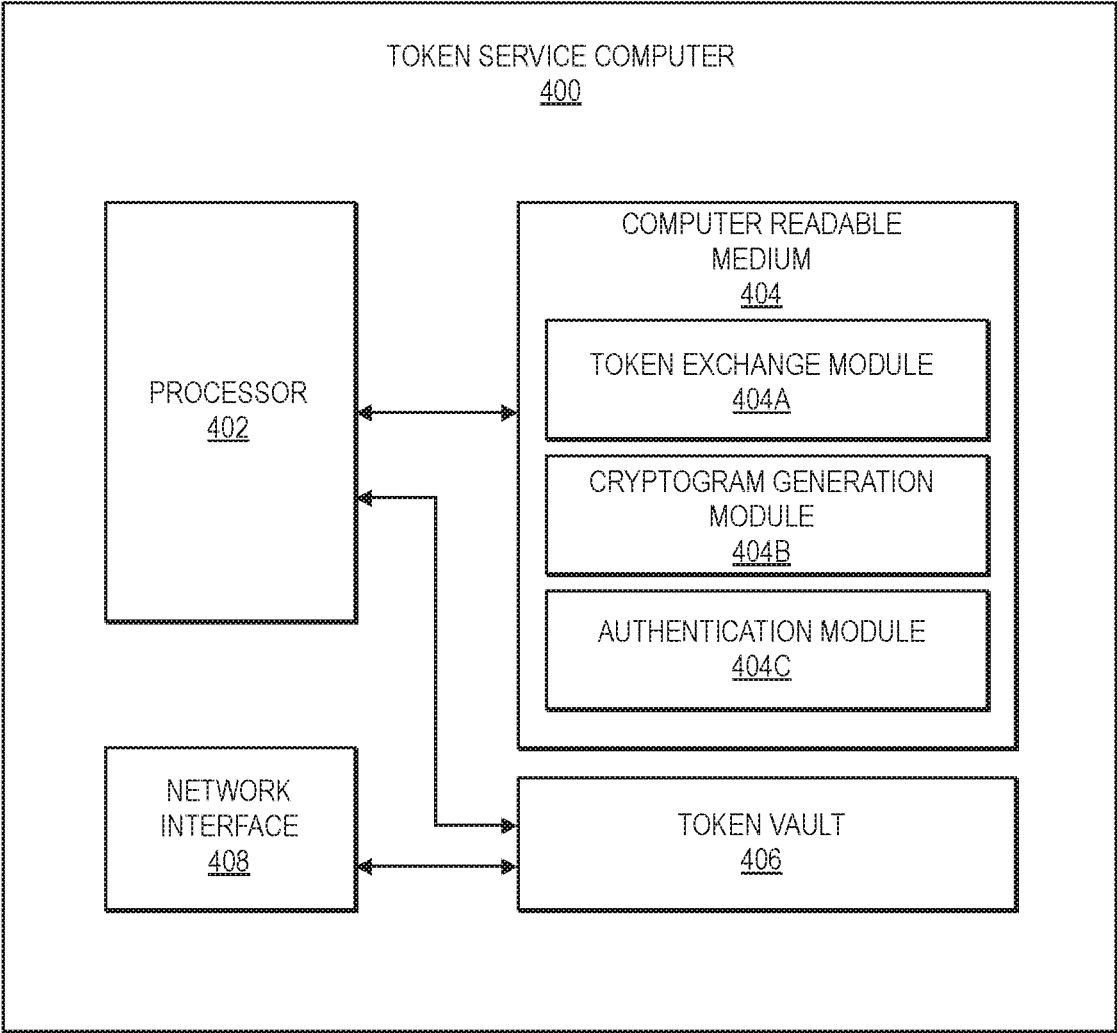 TOKEN SERVICE COMPUTER
400
PROCESSOR
402
COMPUTER READABLE
MEDIUM
404
TOKEN EXCHANGE MODULE
404A
CRYPTOGRAM GENERATION
MODULE
404B
AUTHENTICATION MODULE
404C
NETWORK
INTERFACE
408
TOKEN VAULT
406